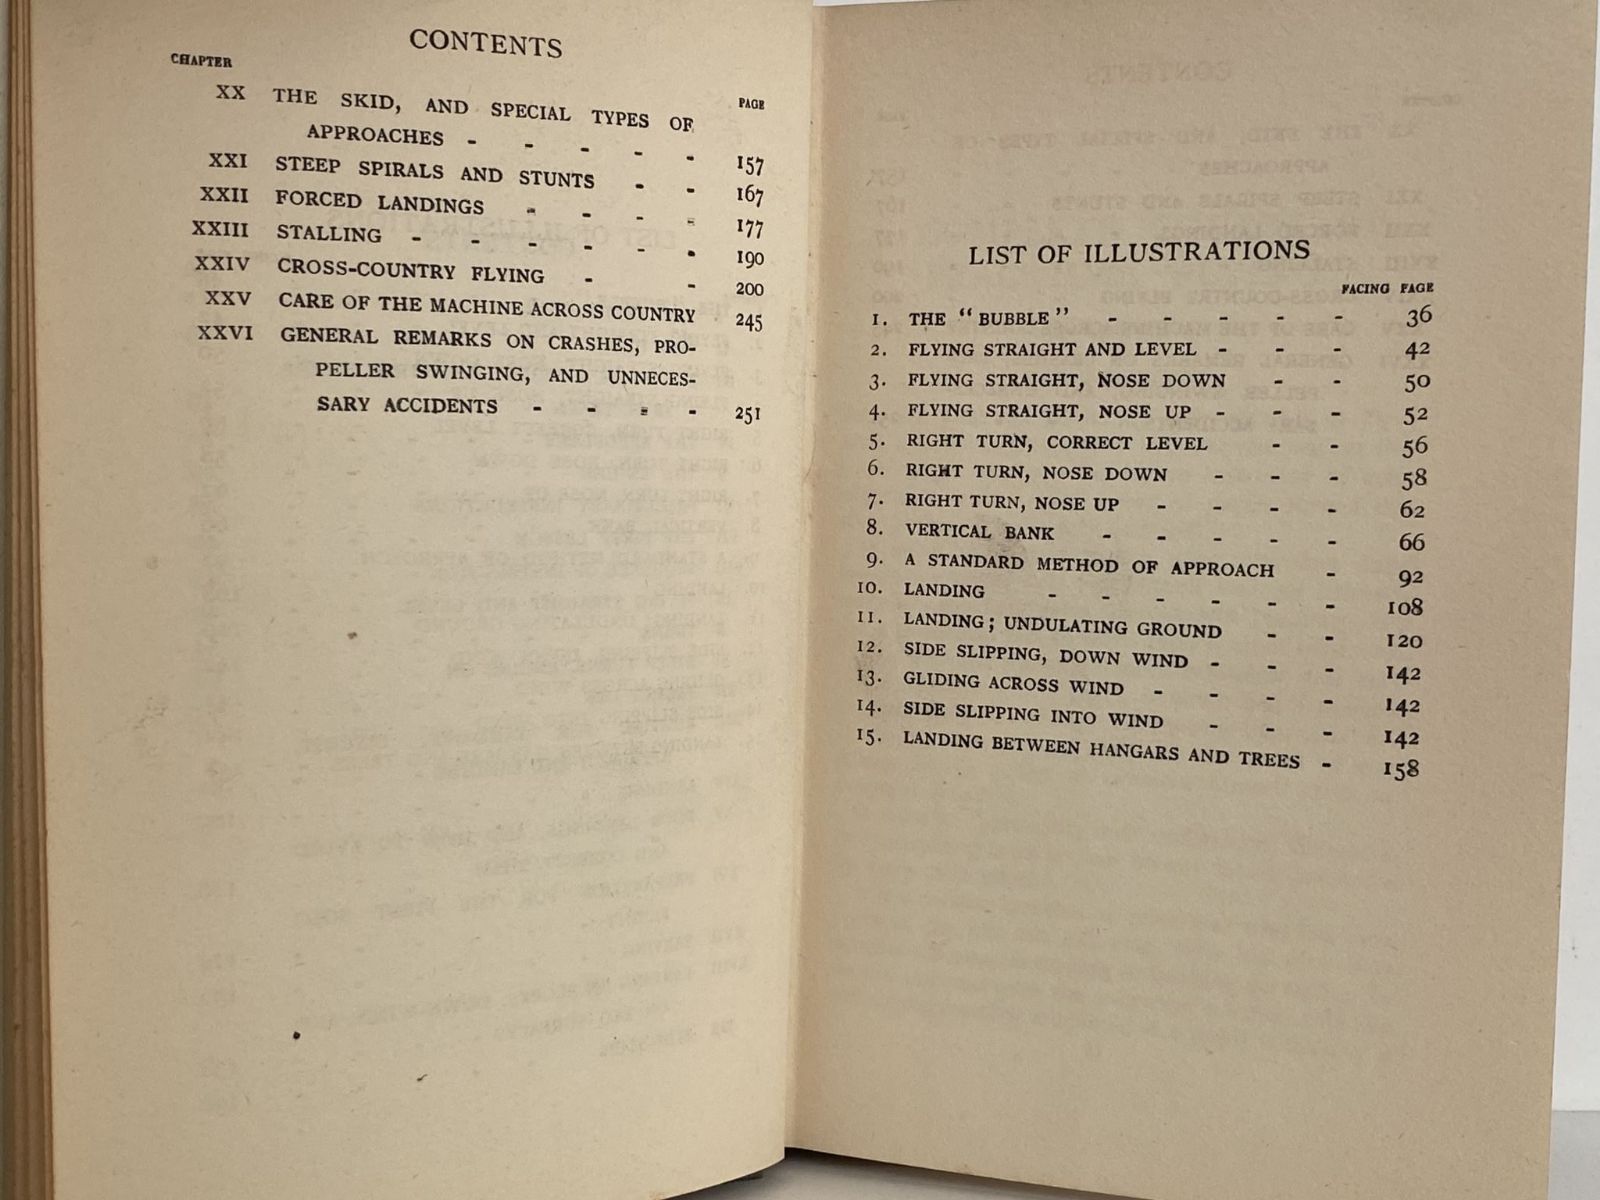 CONTENTS
CHAPTER
PAGE
XX THE SKID, AND SPECIAL TYPES OF
APPROACHES - - - - - 157
XXI STEEP SPIRALS AND STUNTS - - 167
XXII FORCED LANDINGS - - - - 177
XXIII STALLING - - - - - - 190
XXIV CROSS-COUNTRY FLYING - - 200
XXV CARE OF THE MACHINE ACROSS COUNTRY 245
XXVI GENERAL REMARKS ON CRASHES, PRO-
PELLER SWINGING, AND UNNECES-
SARY ACCIDENTS - - - - 251
LIST OF ILLUSTRATIONS
FACING PAGE
1. THE "BUBBLE" - - - - - 36
2. FLYING STRAIGHT AND LEVEL - - - 42
3. FLYING STRAIGHT, NOSE DOWN - - 50
4. FLYING STRAIGHT, NOSE UP - - - 52
5. RIGHT TURN, CORRECT LEVEL - - 56
6. RIGHT TURN, NOSE DOWN - - - 58
7. RIGHT TURN, NOSE UP - - - - 62
8. VERTICAL BANK - - - - - 66
9. A STANDARD METHOD OF APPROACH - 92
10. LANDING - - - - - - 108
11. LANDING; UNDULATING GROUND - - 120
12. SIDE SLIPPING, DOWN WIND - - - 142
13. GLIDING ACROSS WIND - - - - 142
14. SIDE SLIPPING INTO WIND - - - 142
15. LANDING BETWEEN HANGARS AND TREES - 158